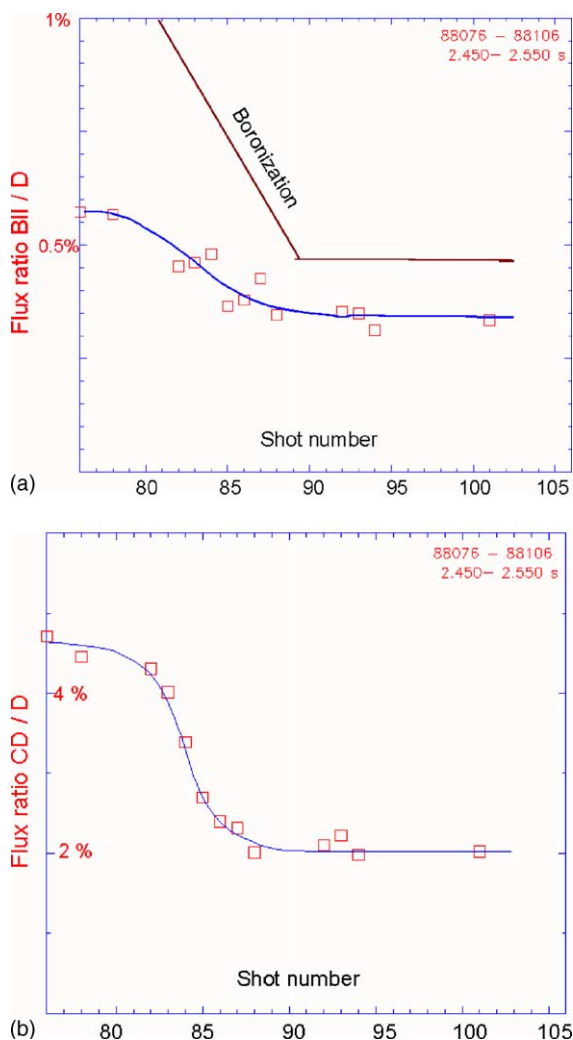 1%
88076 – 88106
2.450– 2.550 s
Boronization
Flux ratio BII / D
0.5%
Shot number
(a)
80 85 90 95 100 105
88076 – 88106
2.450– 2.550 s
Flux ratio CD / D
4 %
2 %
Shot number
(b)
80 85 90 95 100 105